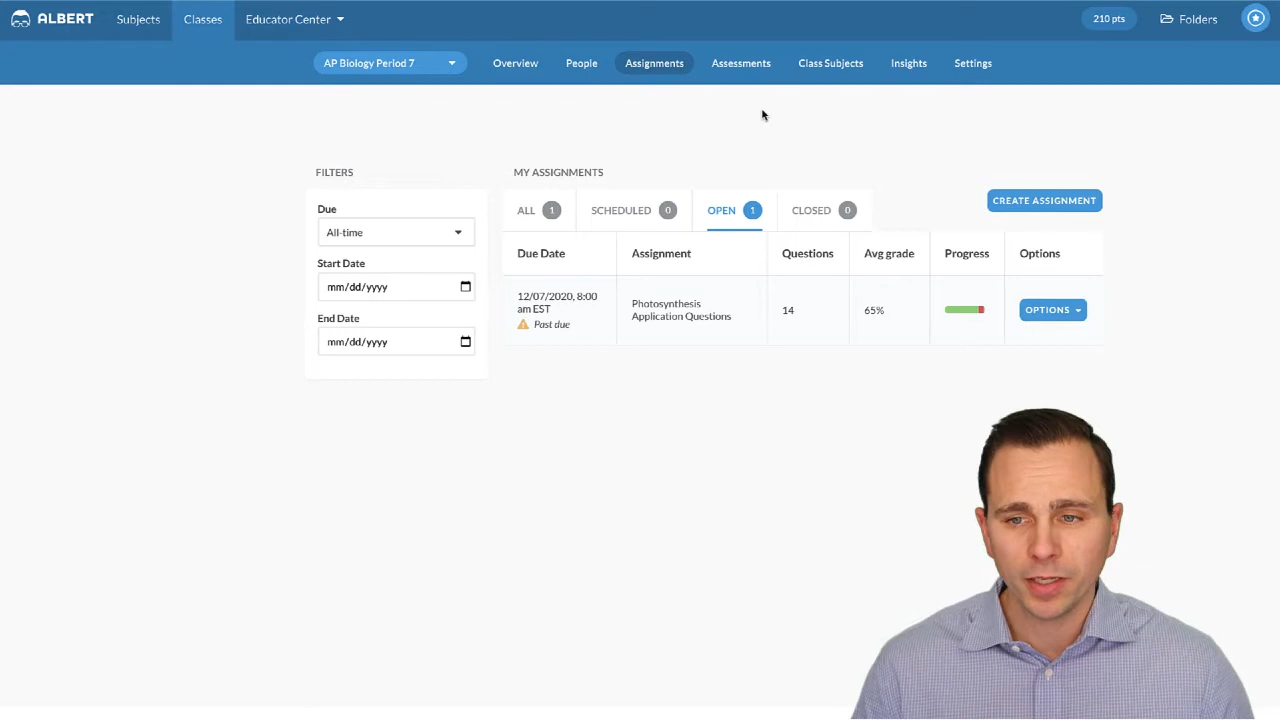 ALBERT Subjects Classes Educator Center 210 pts Folders
AP Biology Period 7 Overview People Assignments Assessments Class Subjects Insights Settings
FILTERS
Due
All-time
Start Date
mm/dd/yyyy
End Date
mm/dd/yyyy
MY ASSIGNMENTS
ALL 1 SCHEDULED 0 OPEN 1 CLOSED 0
CREATE ASSIGNMENT
Due Date Assignment Questions Avg grade Progress Options
12/07/2020, 8:00
am EST
Past due
Photosynthesis
Application Questions
14
65%
OPTIONS